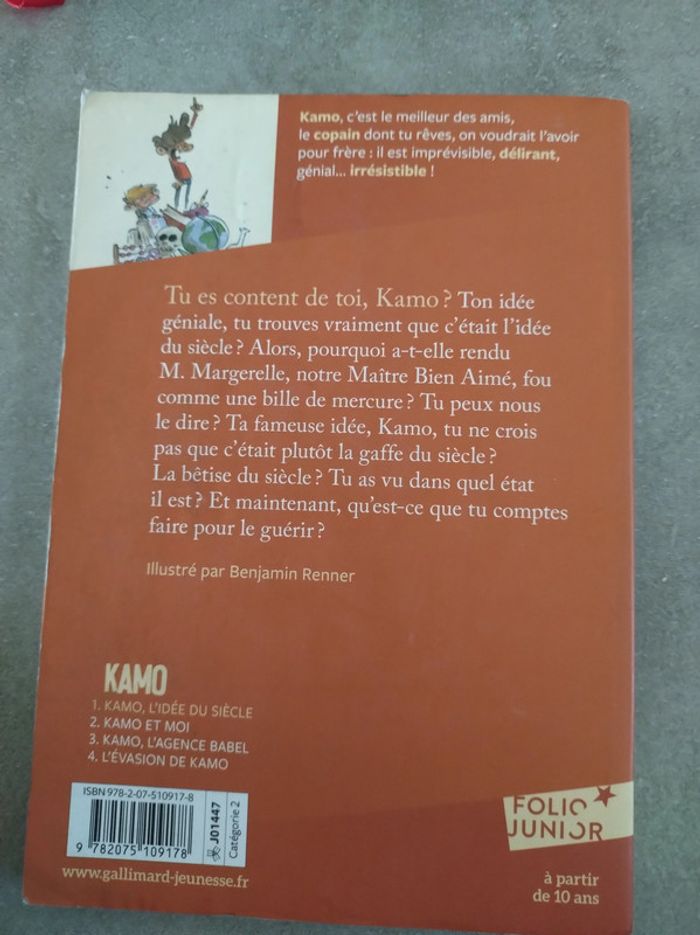 Kamo, c'est le meilleur des amis,
le copain dont tu rêves, on voudrait l'avoir
pour frère : il est imprévisible, délirant,
génial... irrésistible !
Tu es content de toi, Kamo ? Ton idée
géniale, tu trouves vraiment que c'était l'idée
du siècle ? Alors, pourquoi a-t-elle rendu
M. Margerelle, notre Maître Bien Aimé, fou
comme une bille de mercure ? Tu peux nous
le dire ? Ta fameuse idée, Kamo, tu ne crois
pas que c'était plutôt la gaffe du siècle ?
La bêtise du siècle ? Tu as vu dans quel état
il est ? Et maintenant, qu'est-ce que tu comptes
faire pour le guérir ?
Illustré par Benjamin Renner
KAMO
1. KAMO, L'IDÉE DU SIÈCLE
2. KAMO ET MOI
3. KAMO, L'AGENCE BABEL
4. L'ÉVASION DE KAMO
ISBN 978-2-07-510917-8
9 782075 109178
J01447
Catégorie 2
www.gallimard-jeunesse.fr
FOLIO
JUNIOR
à partir
de 10 ans